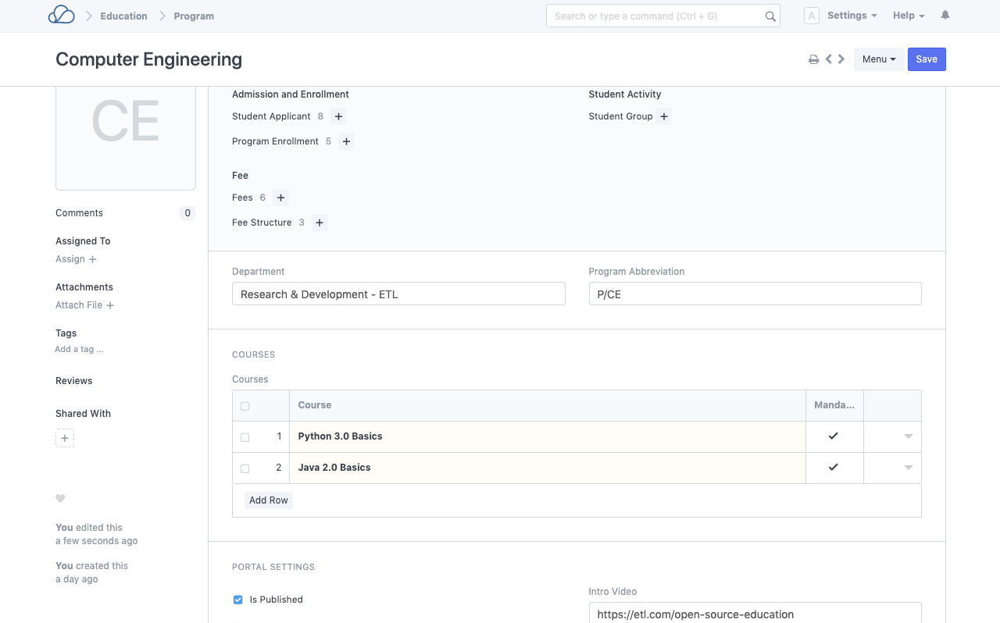 Education
Program
Search or type a command (Ctrl + G)
A
Settings
Help
Computer Engineering
Menu
Save
CE
Comments 0
Assigned To
Assign +
Attachments
Attach File +
Tags
Add a tag ...
Reviews
Shared With
+
You edited this
a few seconds ago
You created this
a day ago
Admission and Enrollment
Student Applicant 8 +
Program Enrollment 5 +
Student Activity
Student Group +
Fee
Fees 6 +
Fee Structure 3 +
Department
Research & Development - ETL
Program Abbreviation
P/CE
COURSES
Courses
Course Manda...
1 Python 3.0 Basics
2 Java 2.0 Basics
Add Row
PORTAL SETTINGS
Is Published
Intro Video
https://etl.com/open-source-education